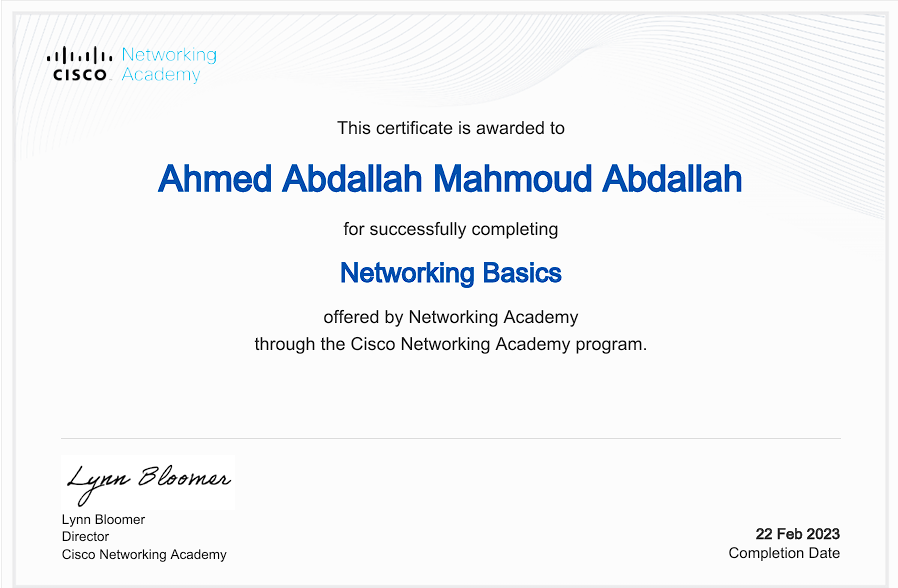 Networking
CISCO Academy
This certificate is awarded to
Ahmed Abdallah Mahmoud Abdallah
for successfully completing
Networking Basics
offered by Networking Academy
through the Cisco Networking Academy program.
Lynn Bloomer
Lynn Bloomer
Director
Cisco Networking Academy
22 Feb 2023
Completion Date